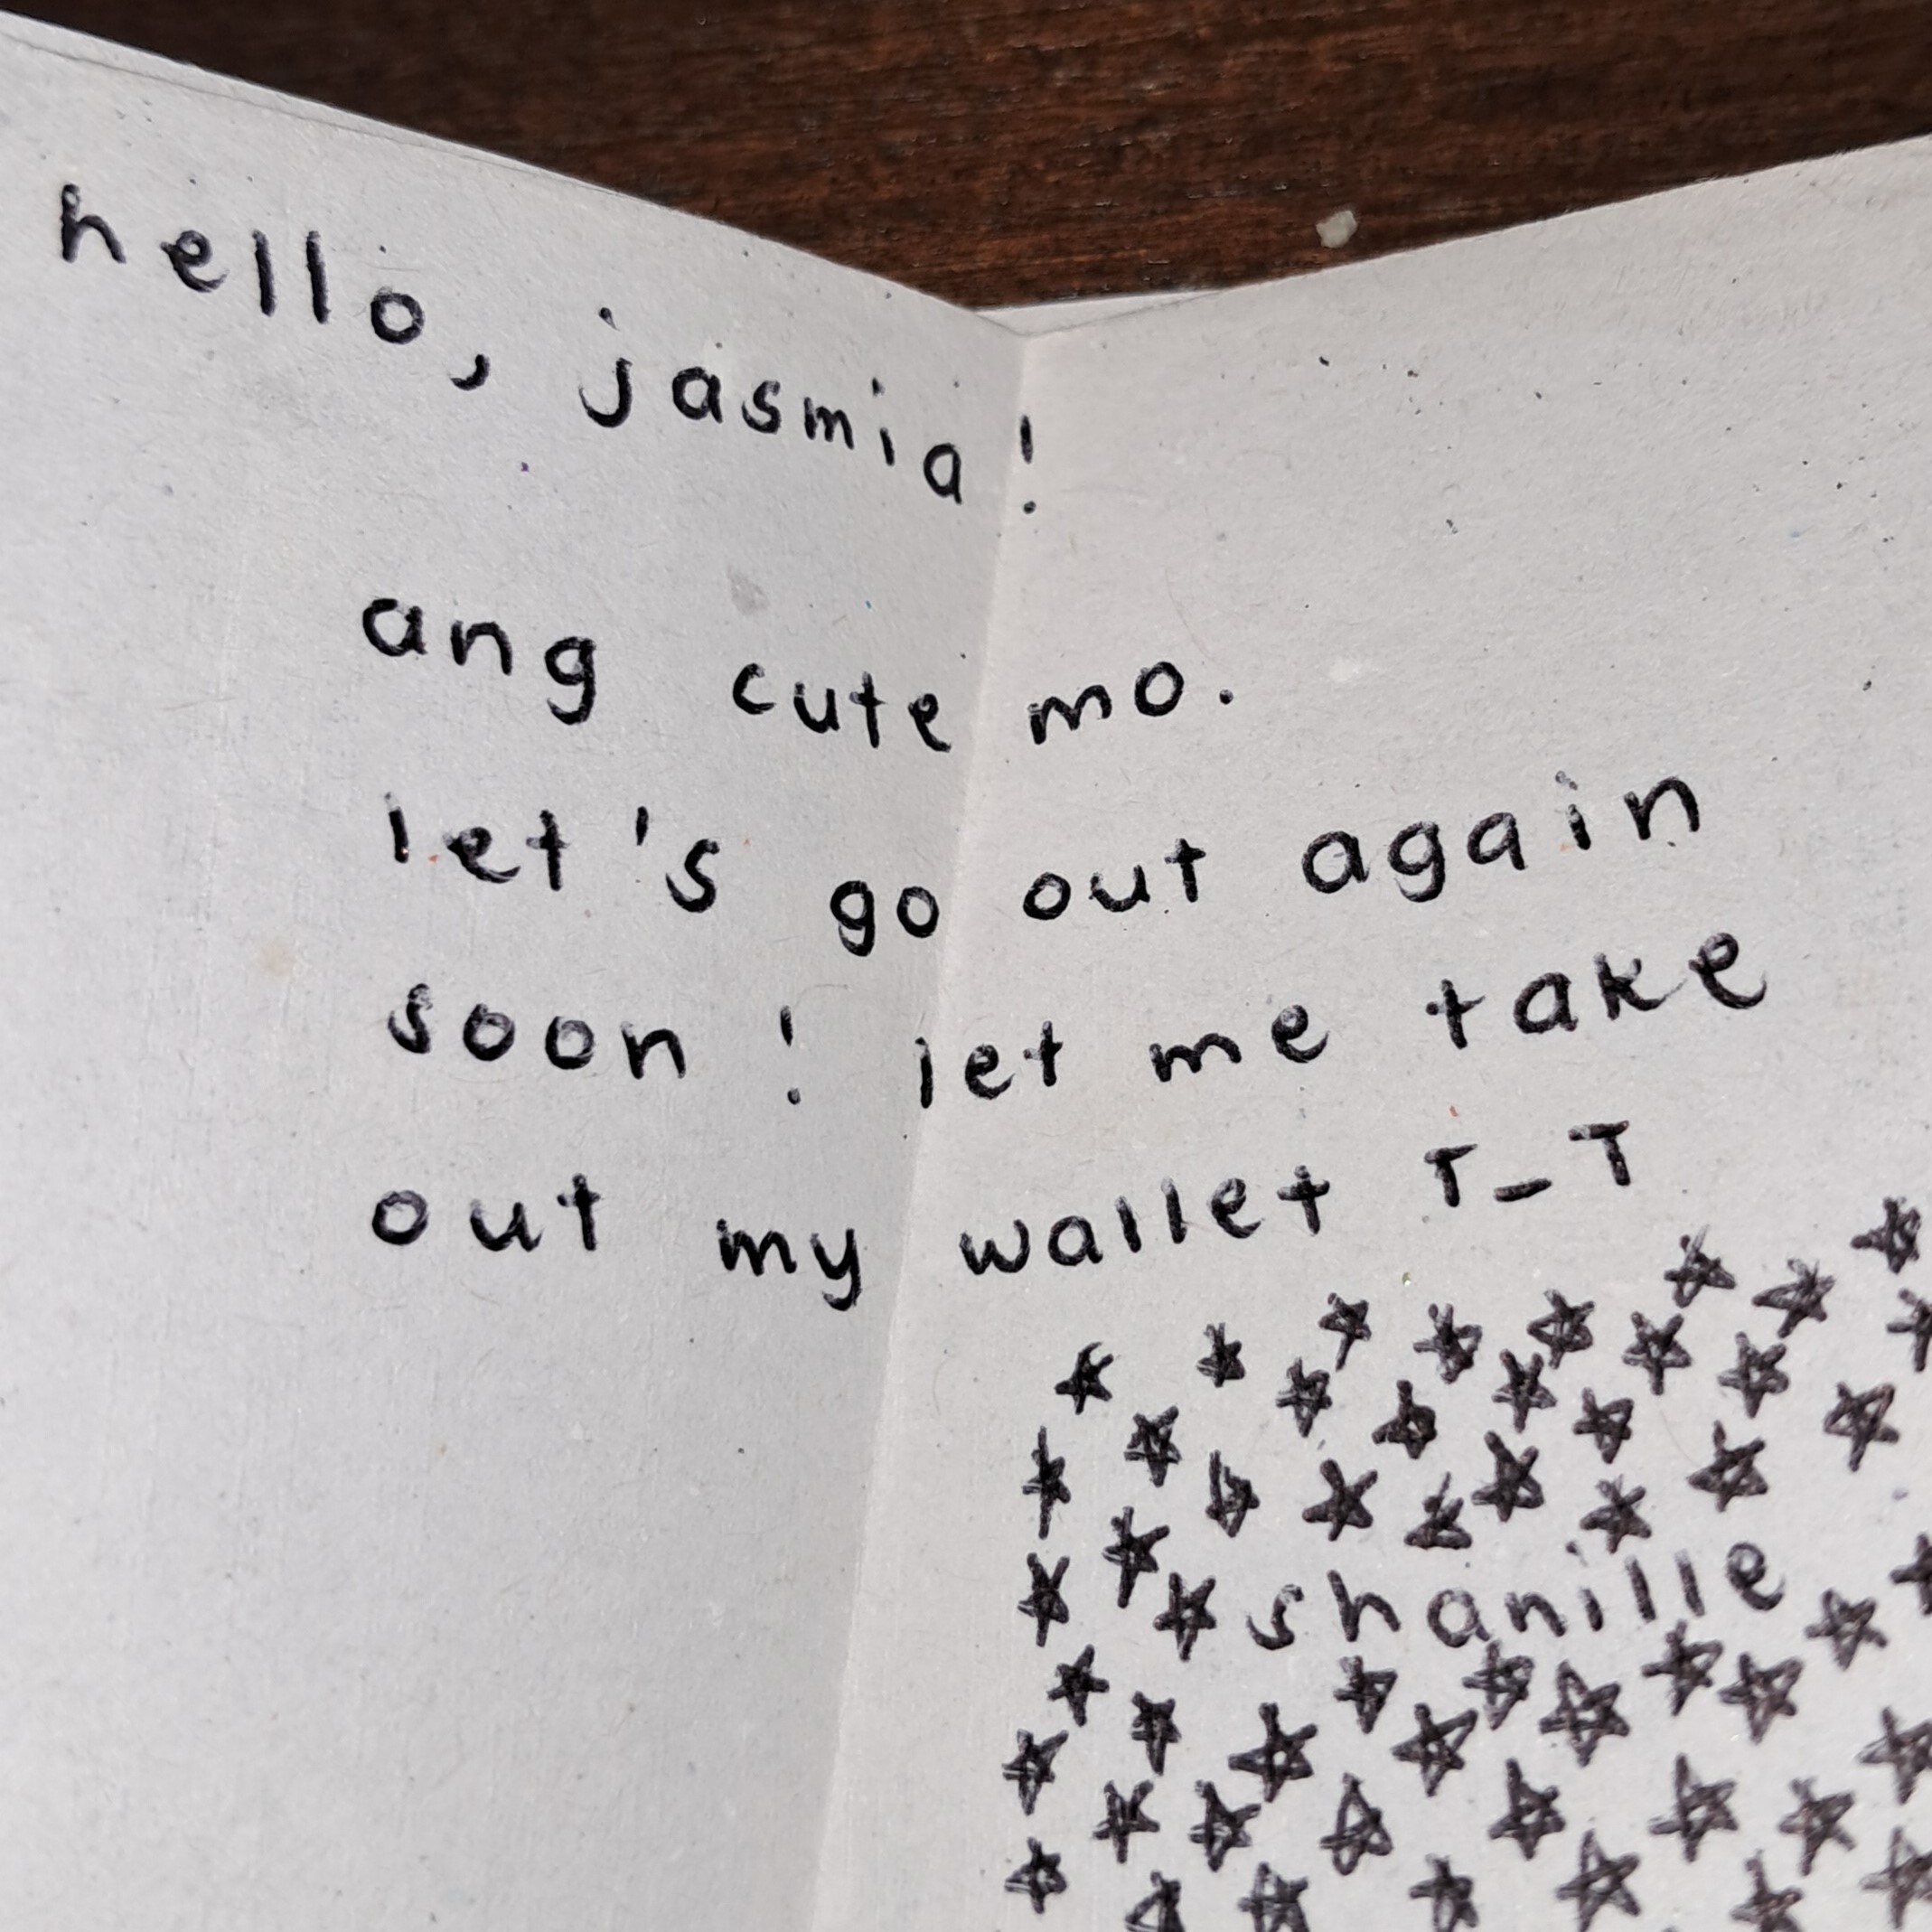 hello, jasmia!
ang cute mo.
let's go out again
soon! let me take
out my wallet T_T
shanille